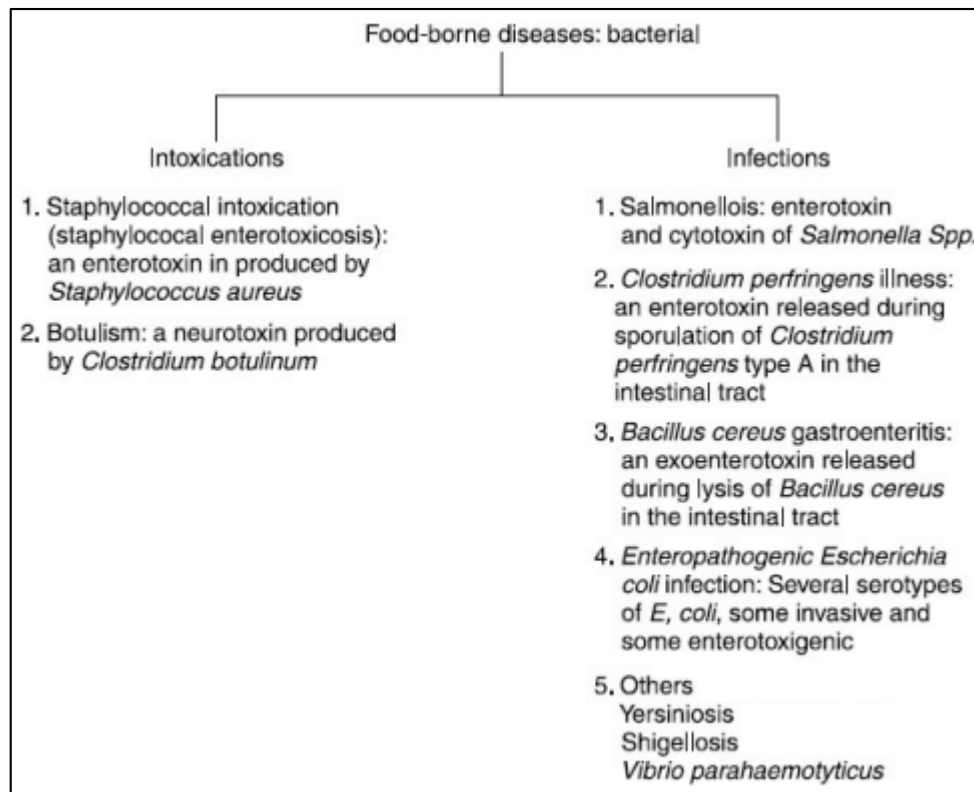 Food-borne diseases: bacterial
Intoxications
1. Staphylococcal intoxication
(staphylococal enterotoxicosis):
an enterotoxin in produced by
Staphylococcus aureus
2. Botulism: a neurotoxin produced
by Clostridium botulinum
Infections
1. Salmonellois: enterotoxin
and cytotoxin of Salmonella Spp.
2. Clostridium perfringens illness:
an enterotoxin released during
sporulation of Clostridium
perfringens type A in the
intestinal tract
3. Bacillus cereus gastroenteritis:
an exoenterotoxin released
during lysis of Bacillus cereus
in the intestinal tract
4. Enteropathogenic Escherichia
coli infection: Several serotypes
of E, coli, some invasive and
some enterotoxigenic
5. Others
Yersiniosis
Shigellosis
Vibrio parahaemotyticus